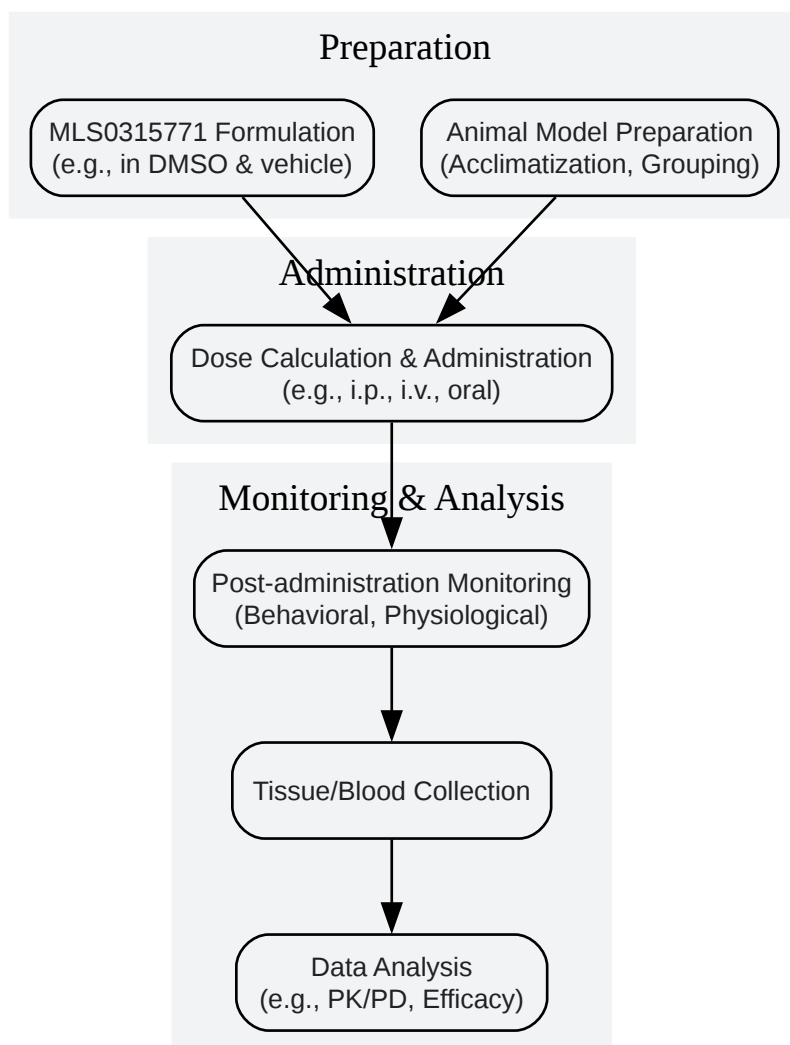 Preparation
MLS0315771 Formulation
(e.g., in DMSO & vehicle)
Animal Model Preparation
(Acclimatization, Grouping)
Administration
Dose Calculation & Administration
(e.g., i.p., i.v., oral)
Monitoring & Analysis
Post-administration Monitoring
(Behavioral, Physiological)
Tissue/Blood Collection
Data Analysis
(e.g., PK/PD, Efficacy)